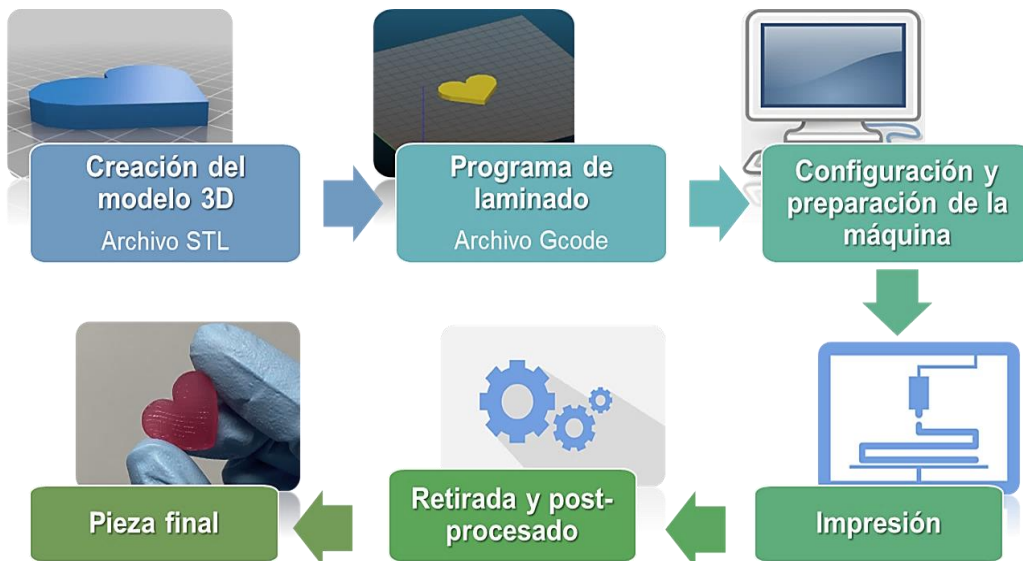 Creación del
modelo 3D
Archivo STL
Programa de
laminado
Archivo Gcode
Configuración y
preparación de la
máquina
Impresión
Retirada y post-
procesado
Pieza final